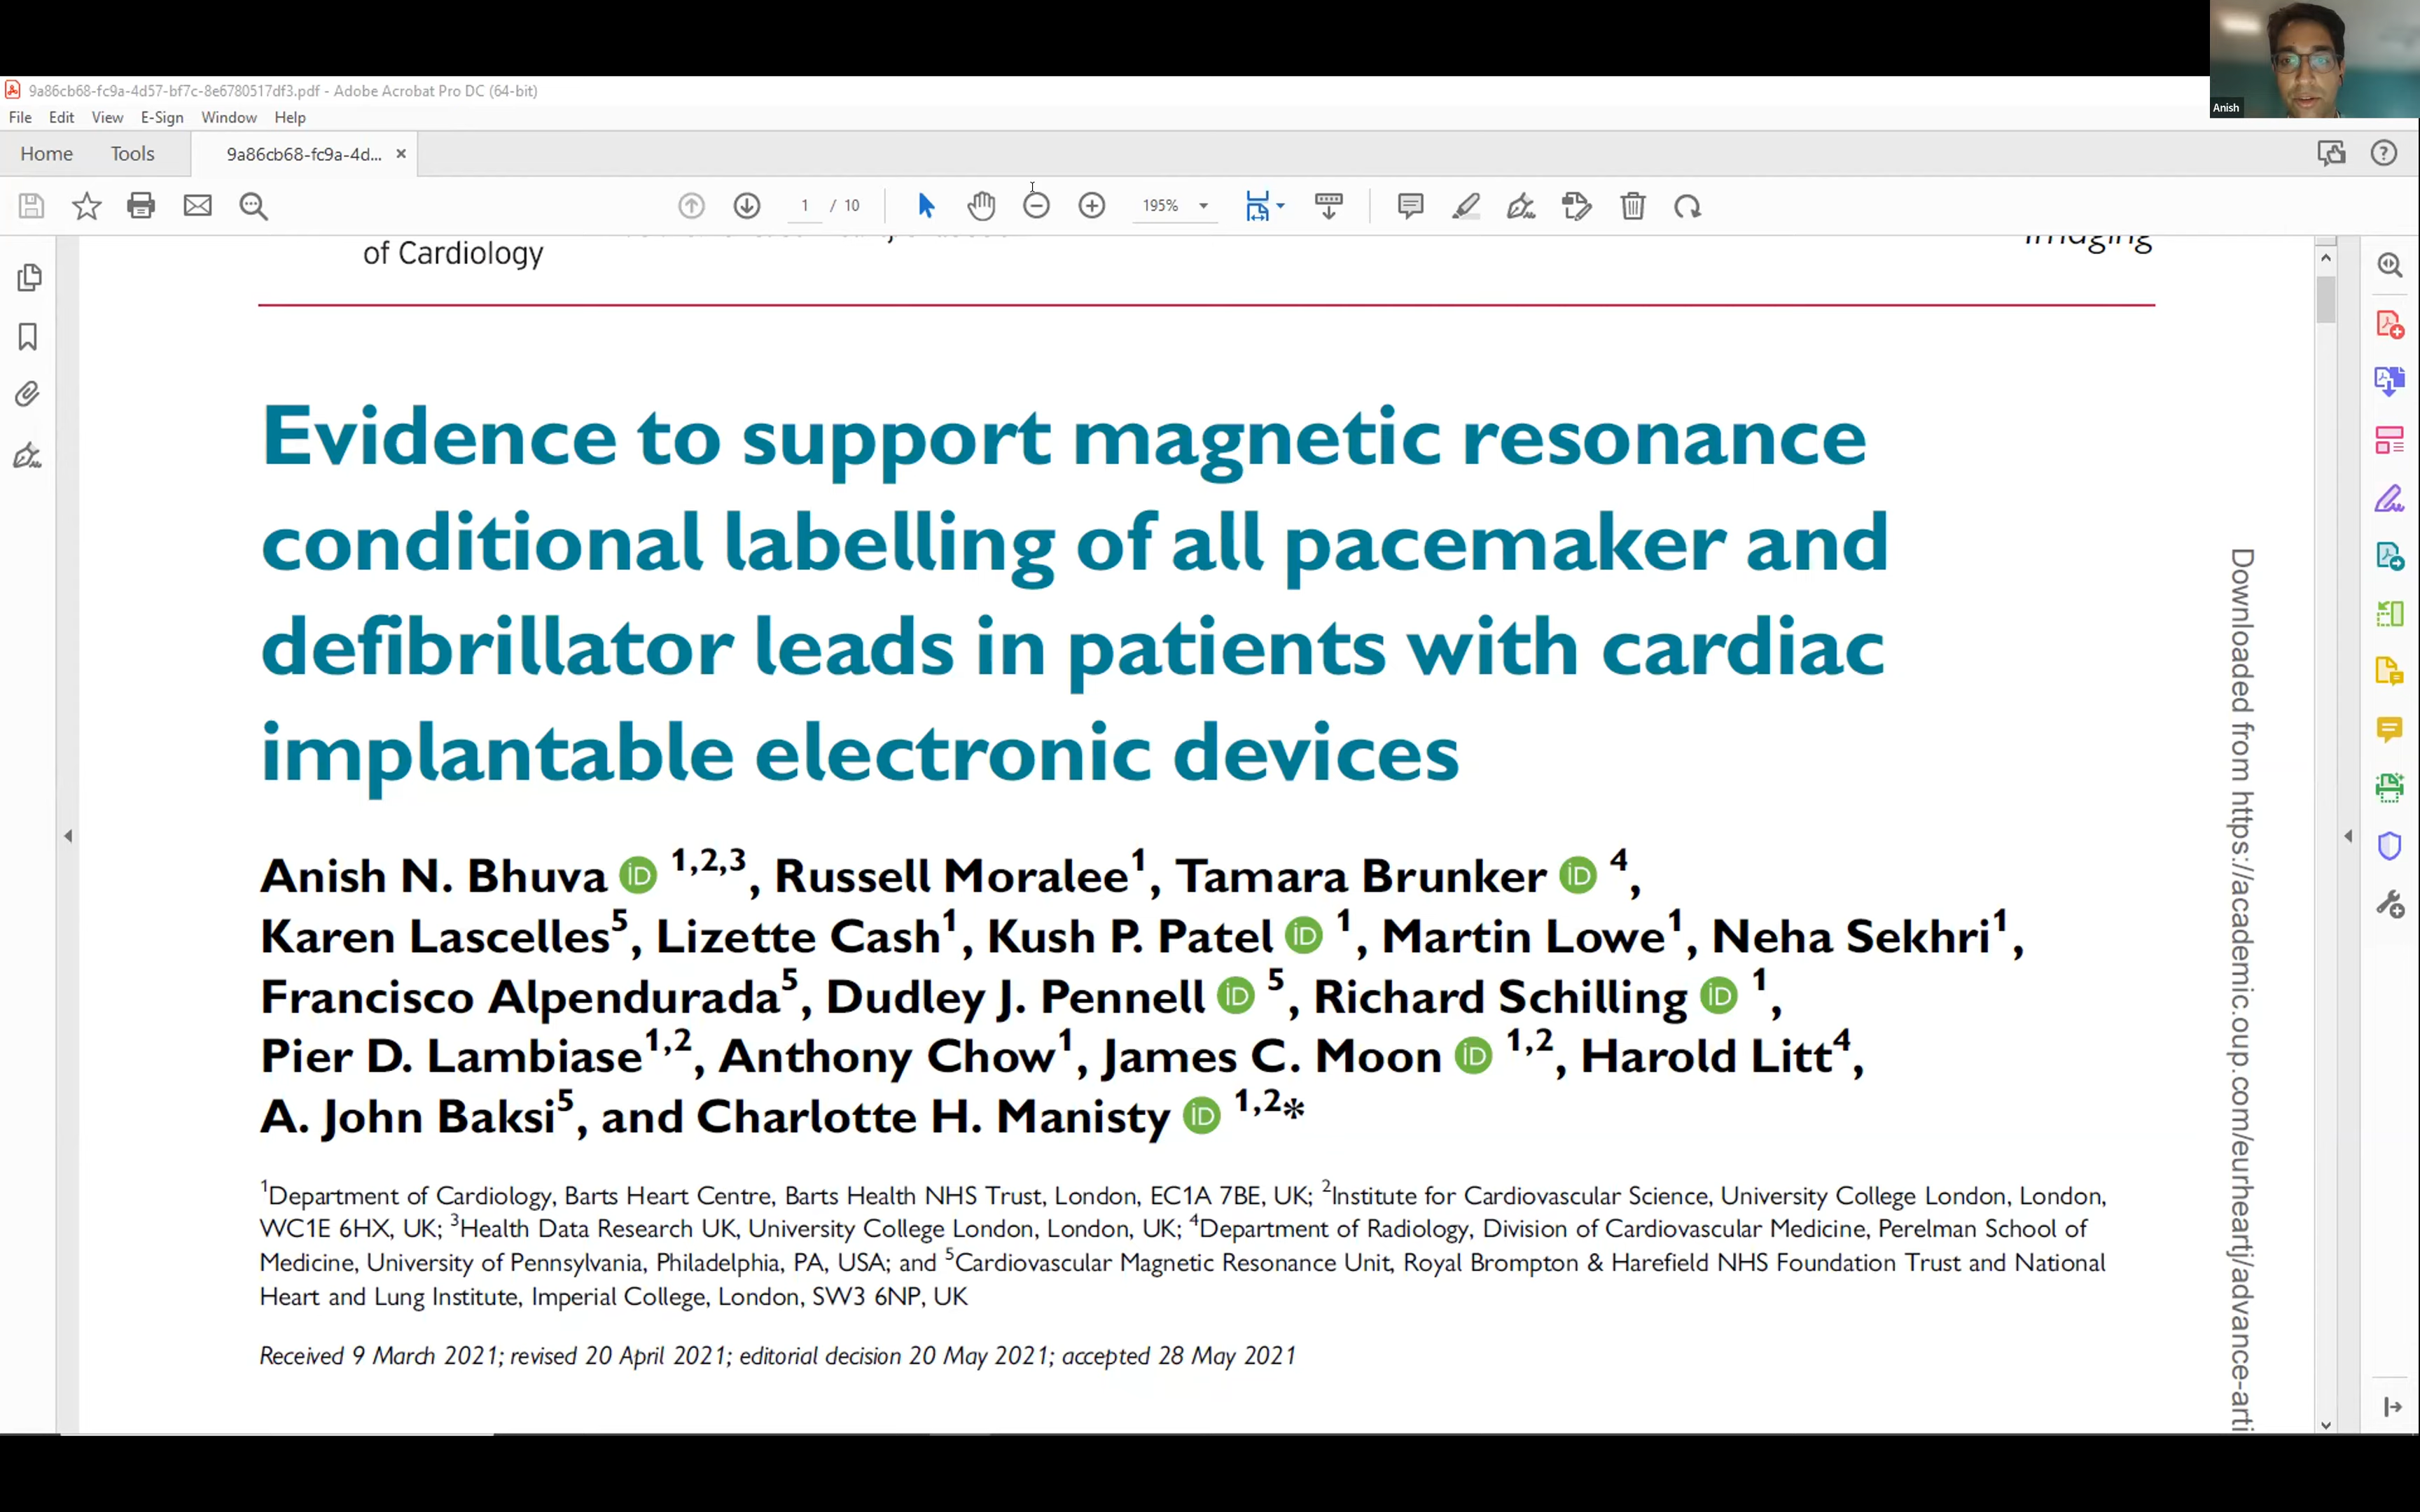 Anish
9a86cb68-fc9a-4d57-bf7c-8e6780517df3.pdf - Adobe Acrobat Pro DC (64-bit)
File Edit View E-Sign Window Help
Home Tools 9a86cb68-fc9a-4d... ×
1 / 10 195%
of Cardiology
Imaging
Evidence to support magnetic resonance
conditional labelling of all pacemaker and
defibrillator leads in patients with cardiac
implantable electronic devices
Anish N. Bhuva iD 1,2,3, Russell Moralee1, Tamara Brunker iD 4,
Karen Lascelles5, Lizette Cash1, Kush P. Patel iD 1, Martin Lowe1, Neha Sekhri1,
Francisco Alpendurada5, Dudley J. Pennell iD 5, Richard Schilling iD 1,
Pier D. Lambiase1,2, Anthony Chow1, James C. Moon iD 1,2, Harold Litt4,
A. John Baksi5, and Charlotte H. Manisty iD 1,2*
1Department of Cardiology, Barts Heart Centre, Barts Health NHS Trust, London, EC1A 7BE, UK; 2Institute for Cardiovascular Science, University College London, London,
WC1E 6HX, UK; 3Health Data Research UK, University College London, London, UK; 4Department of Radiology, Division of Cardiovascular Medicine, Perelman School of
Medicine, University of Pennsylvania, Philadelphia, PA, USA; and 5Cardiovascular Magnetic Resonance Unit, Royal Brompton & Harefield NHS Foundation Trust and National
Heart and Lung Institute, Imperial College, London, SW3 6NP, UK
Received 9 March 2021; revised 20 April 2021; editorial decision 20 May 2021; accepted 28 May 2021
Downloaded from https://academic.oup.com/eurheartj/advance-arti